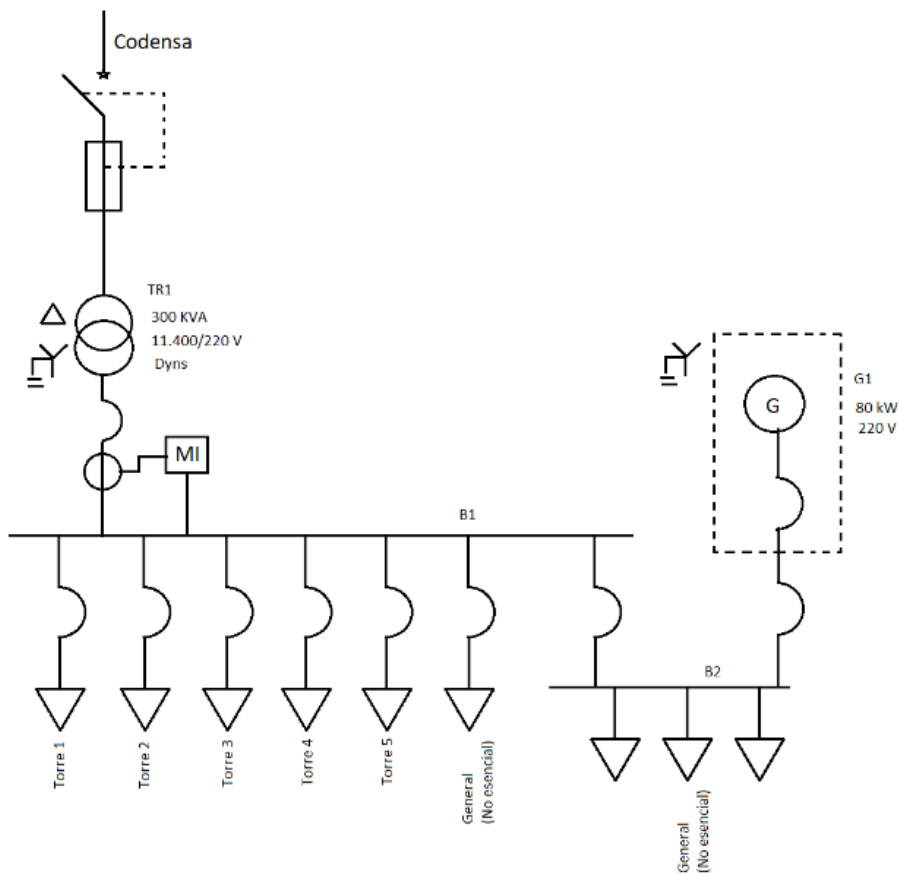 Codensa
TR1
300 KVA
11.400/220 V
Dyns
MI
B1
G
G1
80 kW
220 V
B2
Torre 1
Torre 2
Torre 3
Torre 4
Torre 5
General
(No esencial)
General
(No esencial)